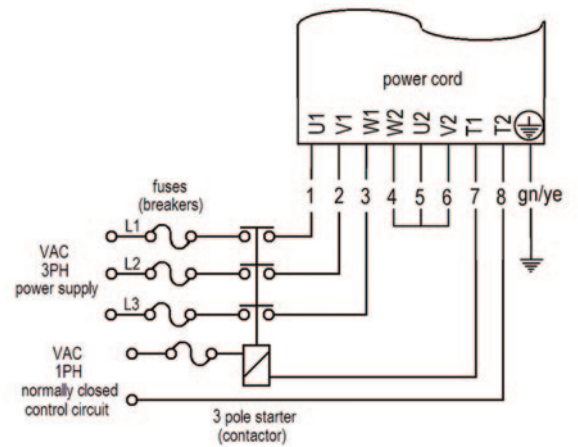 power cord
U1 V1 W1 W2 U2 V2 T1 T2
1 2 3 4 5 6 7 8 gn/ye
fuses
(breakers)
L1
VAC
3PH
power supply
L2
L3
VAC
1PH
normally closed
control circuit
3 pole starter
(contactor)